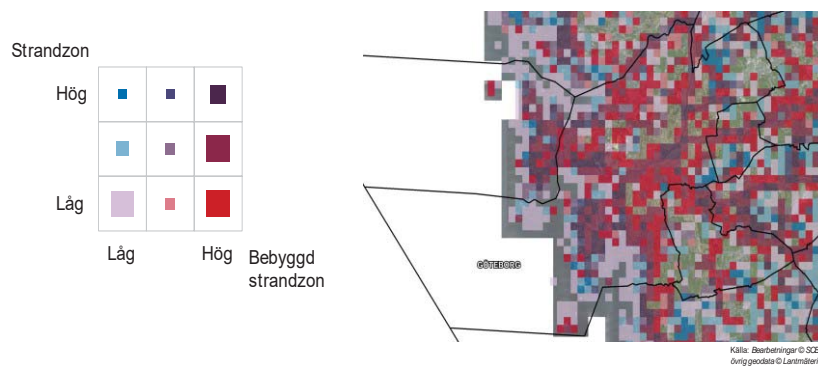 Strandzon
Hög
Låg
Låg
Hög
Bebyggd
strandzon
GÖTEBORG
Källa: Bearbetningar © SCB
övrig geodata © Lantmäteri